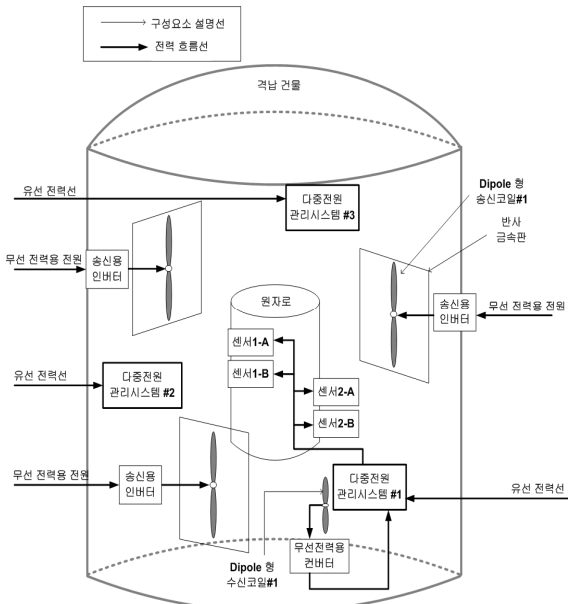 구성요소 설명선
전력 흐름선
격납 건물
유선 전력선
다중전원
관리시스템 #3
Dipole 형
송신코일#1
반사
금속판
무선 전력용 전원
송신용
인버터
원자로
송신용
인버터
무선 전력용 전원
센서1-A
센서1-B
센서2-A
센서2-B
유선 전력선
다중전원
관리시스템 #2
무선 전력용 전원
송신용
인버터
다중전원
관리시스템 #1
유선 전력선
무선전력용
컨버터
Dipole 형
수신코일#1